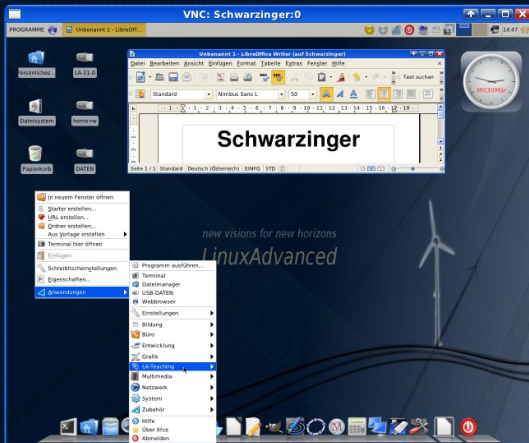 VNC: Schwarzinger:0
PROGRAMME
Unbenannt 1 - LibreOff...
14:47
Unbenannt 1 - LibreOffice Writer (auf Schwarzinger)
Datei Bearbeiten Ansicht Einfügen Format Tabelle Extras Fenster Hilfe
Text suchen
Standard
Nimbus Sans L
50
Schwarzinger
Seite 1 / 1 Standard Deutsch (Österreich) EINFG STD
Persönliches...
LA-11-0
Dateisystem
home-rw
Papierkorb
DATEN
Mit30Mär
new visions for new horizons
LinuxAdvanced
In neuem Fenster öffnen
Starter erstellen...
URL erstellen...
Ordner erstellen...
Aus Vorlage erstellen
Terminal hier öffnen
Einfügen
Schreibtischeinstellungen
Eigenschaften...
Anwendungen
Programm ausführen...
Terminal
Dateimanager
USB-DATEN
Webbrowser
Einstellungen
Bildung
Büro
Entwicklung
Grafik
LA-Teaching
Multimedia
Netzwerk
System
Zubehör
Hilfe
Über Xfce
Abmelden